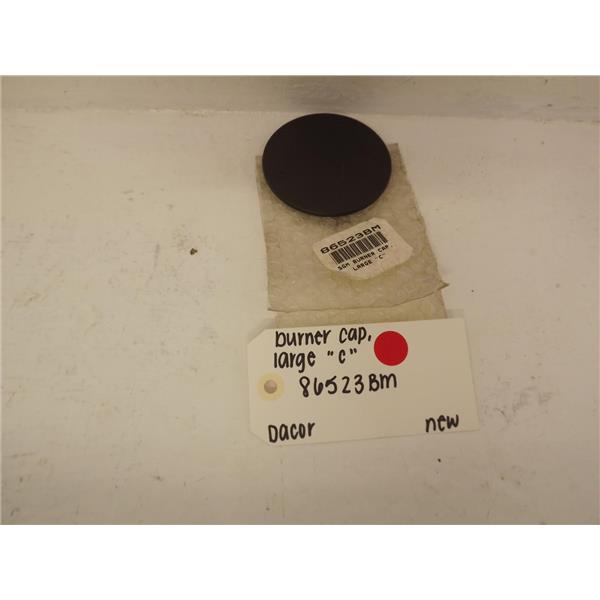 86523BM
SGM BURNER CAP,
LARGE "C"
burner cap,
large "c"
86523BM
Dacor new